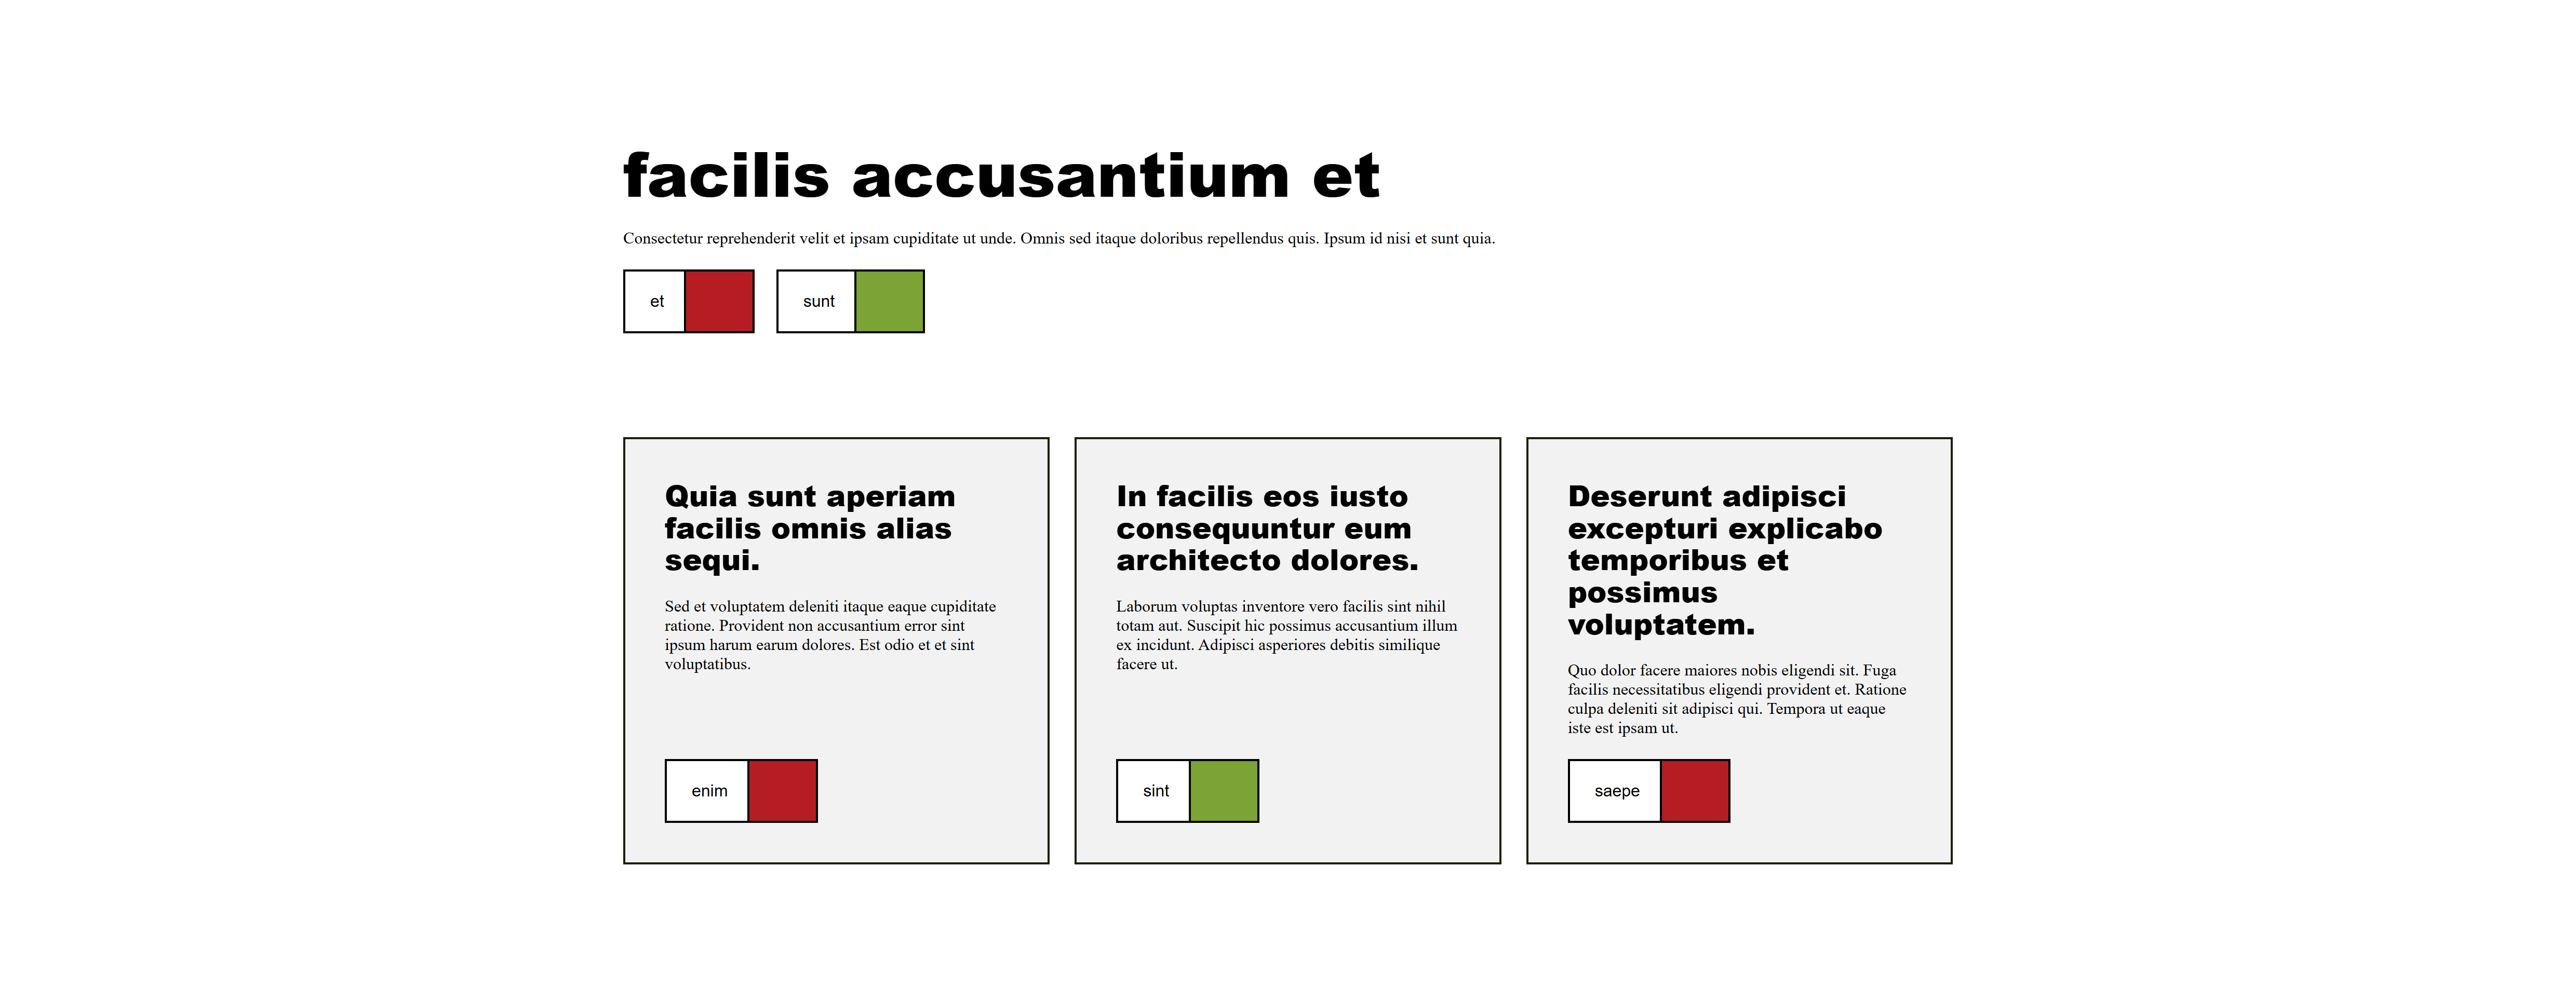 facilis accusantium et
Consectetur reprehenderit velit et ipsam cupiditate ut unde. Omnis sed itaque doloribus repellendus quis. Ipsum id nisi et sunt quia.
et
sunt
Quia sunt aperiam
facilis omnis alias
sequi.
Sed et voluptatem deleniti itaque eaque cupiditate
ratione. Provident non accusantium error sint
ipsum harum earum dolores. Est odio et et sint
voluptatibus.
enim
In facilis eos iusto
consequuntur eum
architecto dolores.
Laborum voluptas inventore vero facilis sint nihil
totam aut. Suscipit hic possimus accusantium illum
ex incidunt. Adipisci asperiores debitis similique
facere ut.
sint
Deserunt adipisci
excepturi explicabo
temporibus et
possimus
voluptatem.
Quo dolor facere maiores nobis eligendi sit. Fuga
facilis necessitatibus eligendi provident et. Ratione
culpa deleniti sit adipisci qui. Tempora ut eaque
iste est ipsam ut.
saepe